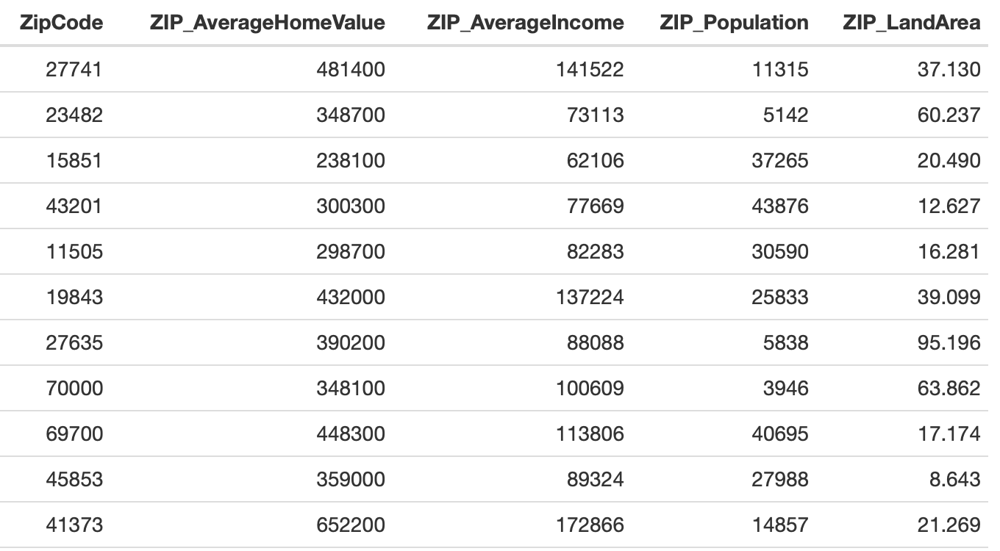 ZipCode ZIP_AverageHomeValue ZIP_AverageIncome ZIP_Population ZIP_LandArea
27741 481400 141522 11315 37.130
23482 348700 73113 5142 60.237
15851 238100 62106 37265 20.490
43201 300300 77669 43876 12.627
11505 298700 82283 30590 16.281
19843 432000 137224 25833 39.099
27635 390200 88088 5838 95.196
70000 348100 100609 3946 63.862
69700 448300 113806 40695 17.174
45853 359000 89324 27988 8.643
41373 652200 172866 14857 21.269